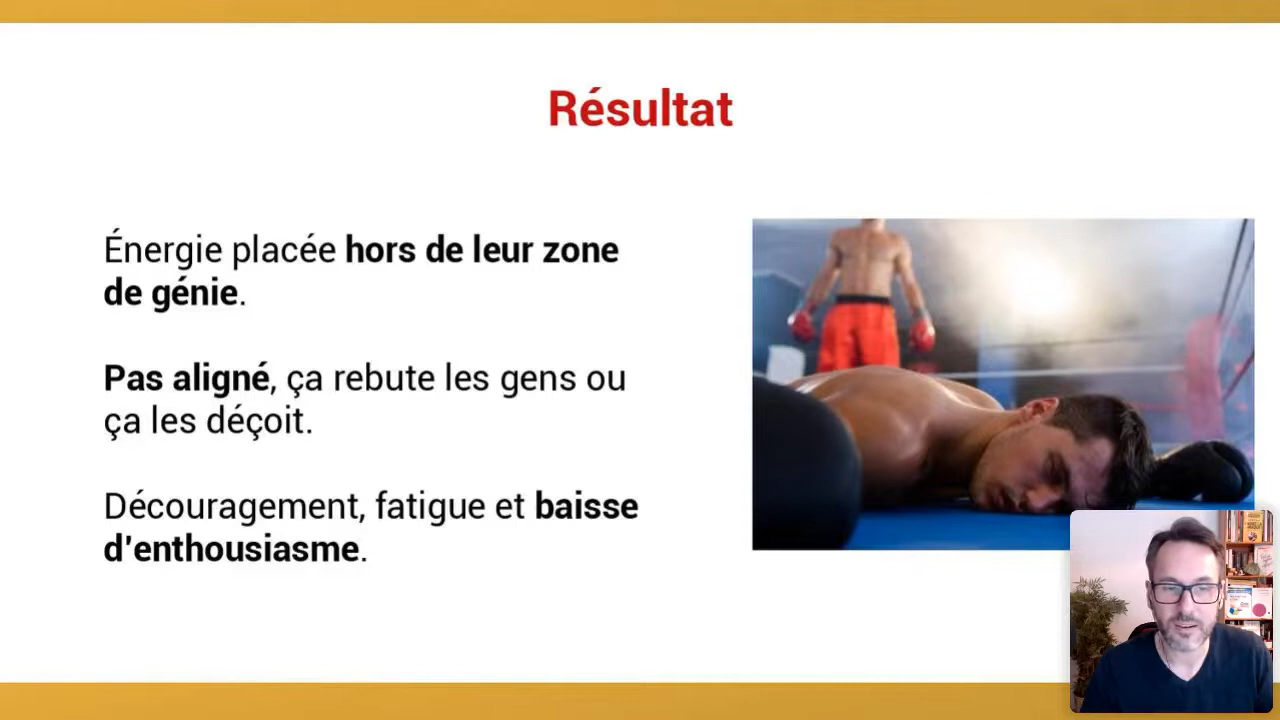 Résultat
Énergie placée hors de leur zone
de génie.
Pas aligné, ça rebute les gens ou
ça les déçoit.
Découragement, fatigue et baisse
d'enthousiasme.